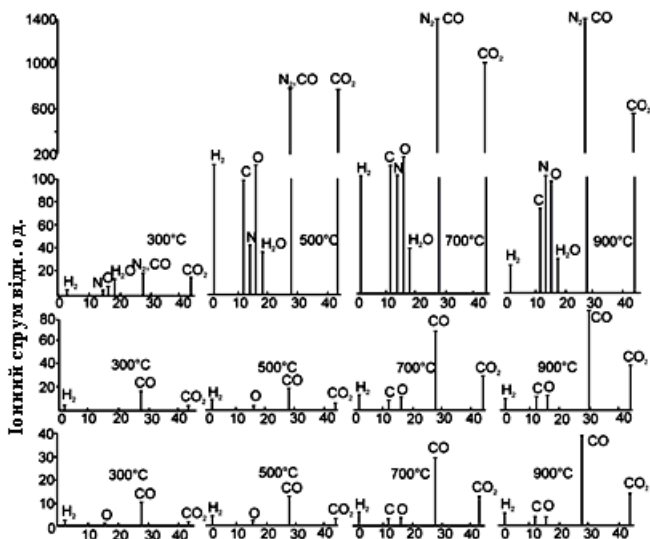 Іонний струм відн. од.
1400
1000
600
200
100
80
60
40
20
H₂ N O H₂O N₂,CO CO₂
300°C
0 10 20 30 40
H₂ C N O H₂O N₂,CO CO₂
500°C
0 10 20 30 40
H₂ C N O H₂O N₂ CO CO₂
700°C
0 10 20 30 40
H₂ C N O H₂O N₂ CO CO₂
900°C
0 10 20 30 40
80
60
40
20
0
H₂ CO CO₂
300°C
0 10 20 30 40
H₂ O CO CO₂
500°C
0 10 20 30 40
H₂ C O CO CO₂
700°C
0 10 20 30 40
H₂ C O CO CO₂
900°C
0 10 20 30 40
40
30
20
10
0
H₂ O CO CO₂
300°C
0 10 20 30 40
H₂ O CO CO₂
500°C
0 10 20 30 40
H₂ C O CO CO₂
700°C
0 10 20 30 40
H₂ C O CO CO₂
900°C
0 10 20 30 40